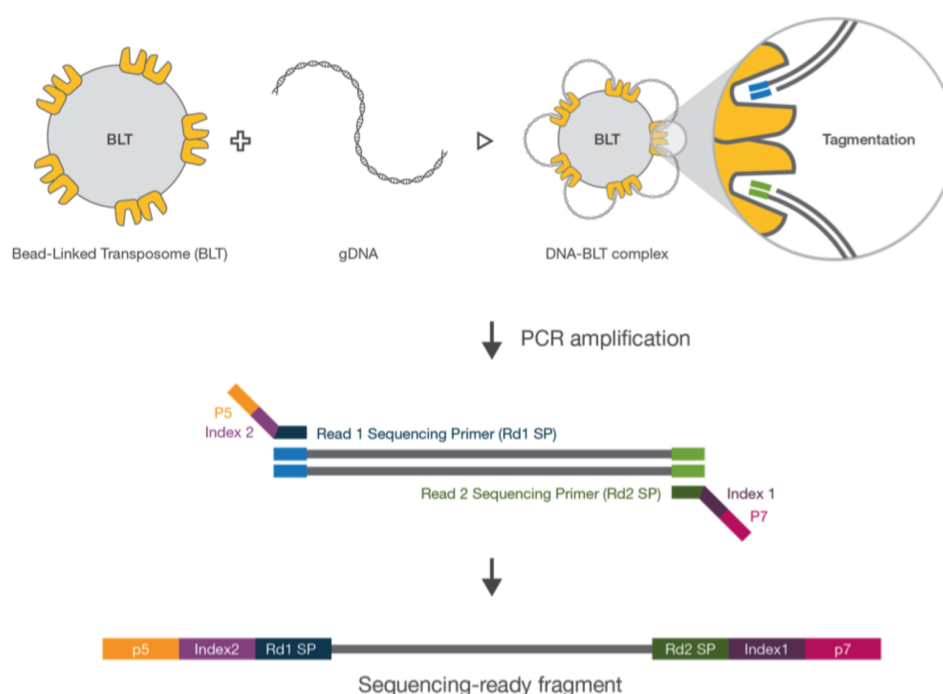 BLT
BLT
Tagmentation
Bead-Linked Transposome (BLT)
gDNA
DNA-BLT complex
PCR amplification
P5
Index 2
Read 1 Sequencing Primer (Rd1 SP)
Read 2 Sequencing Primer (Rd2 SP)
Index 1
P7
p5
Index2
Rd1 SP
Rd2 SP
Index1
p7
Sequencing-ready fragment